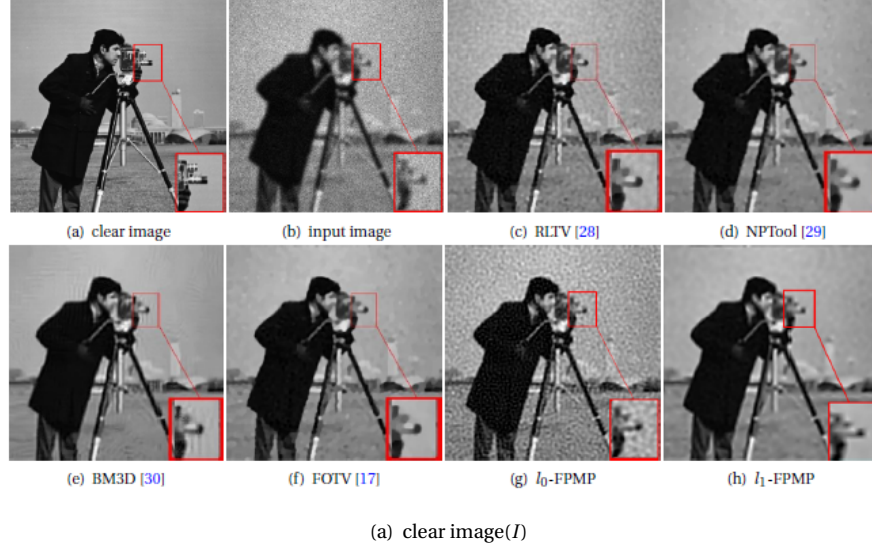 (a) clear image
(b) input image
(c) RLTV [28]
(d) NPTool [29]
(e) BM3D [30]
(f) FOTV [17]
(g) l0-FPMP
(h) l1-FPMP
(a) clear image(I)